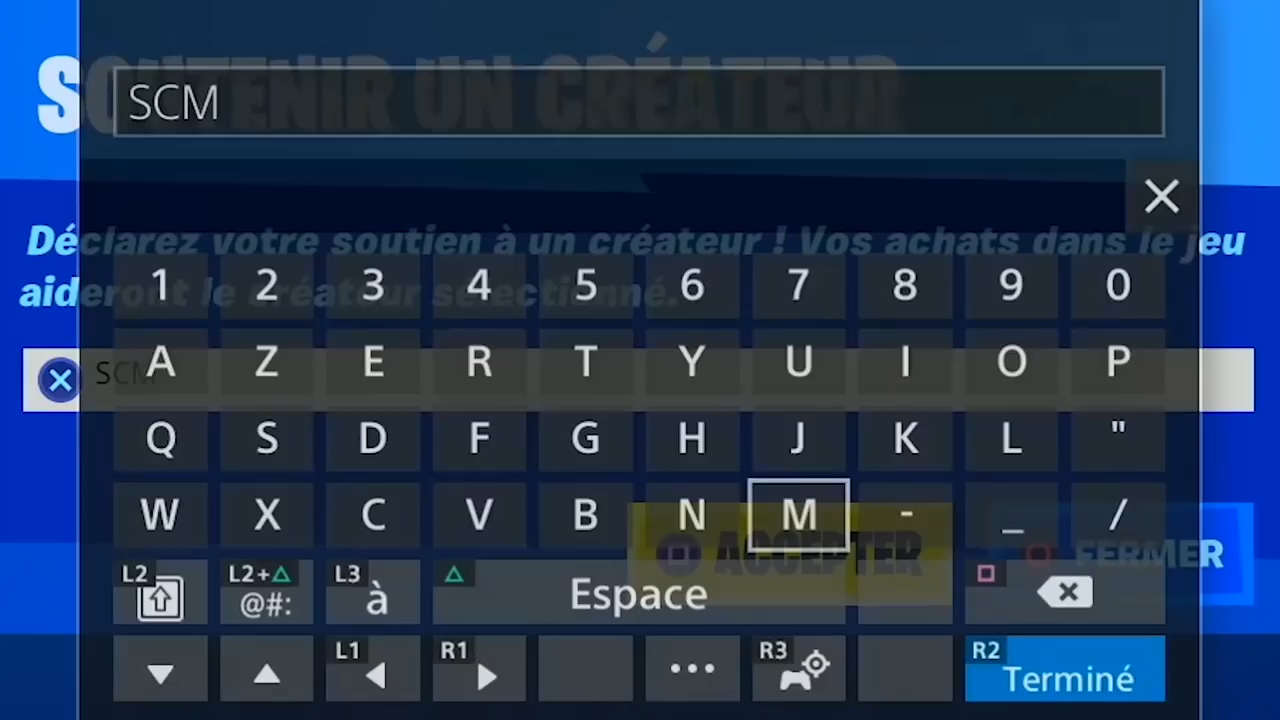 SOUTENIR UN CRÉATEUR
SCM
Déclarez votre soutien à un créateur ! Vos achats dans le jeu
aideront le créateur sélectionné.
1 2 3 4 5 6 7 8 9 0
SCM
A Z E R T Y U I O P
Q S D F G H J K L "
W X C V B N M - _ /
ACCEPTER FERMER
L2 L2+△ @#: L3 à △ Espace
L1 R1 ... R3 R2 Terminé